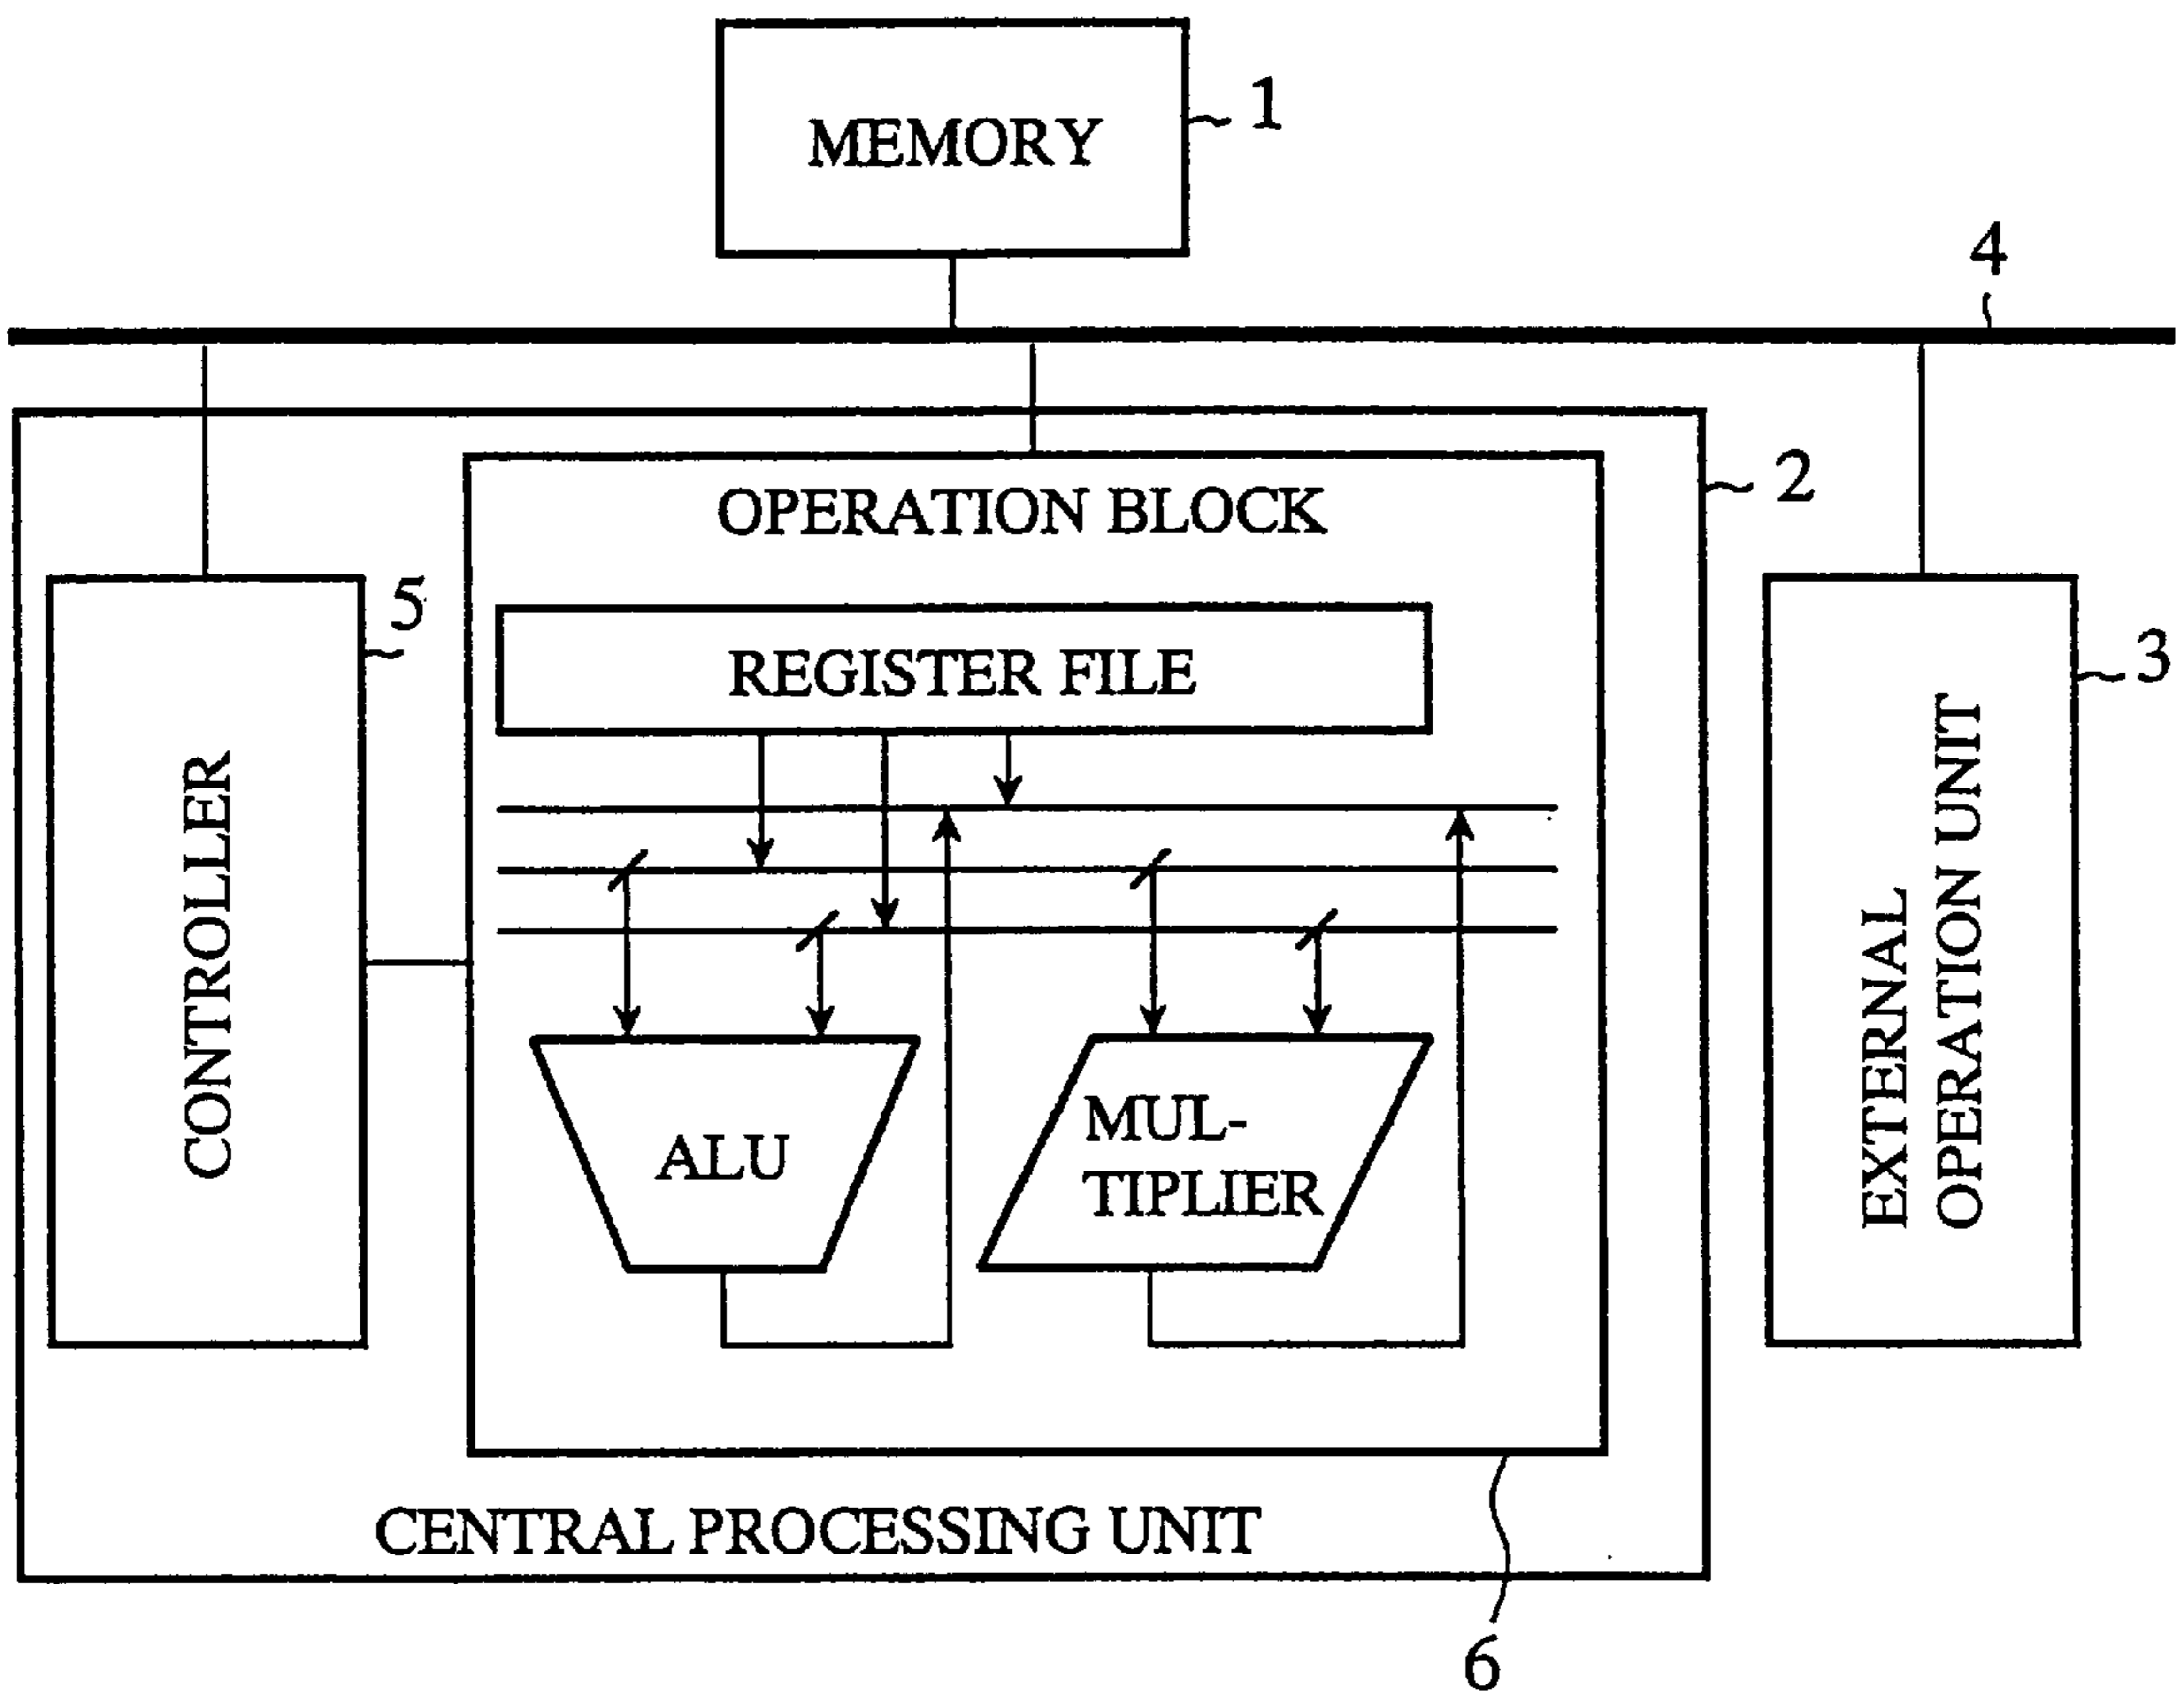 MEMORY
1
4
2
OPERATION BLOCK
5
REGISTER FILE
3
CONTROLLER
EXTERNAL
OPERATION UNIT
ALU
MUL-
TIPLIER
CENTRAL PROCESSING UNIT
6